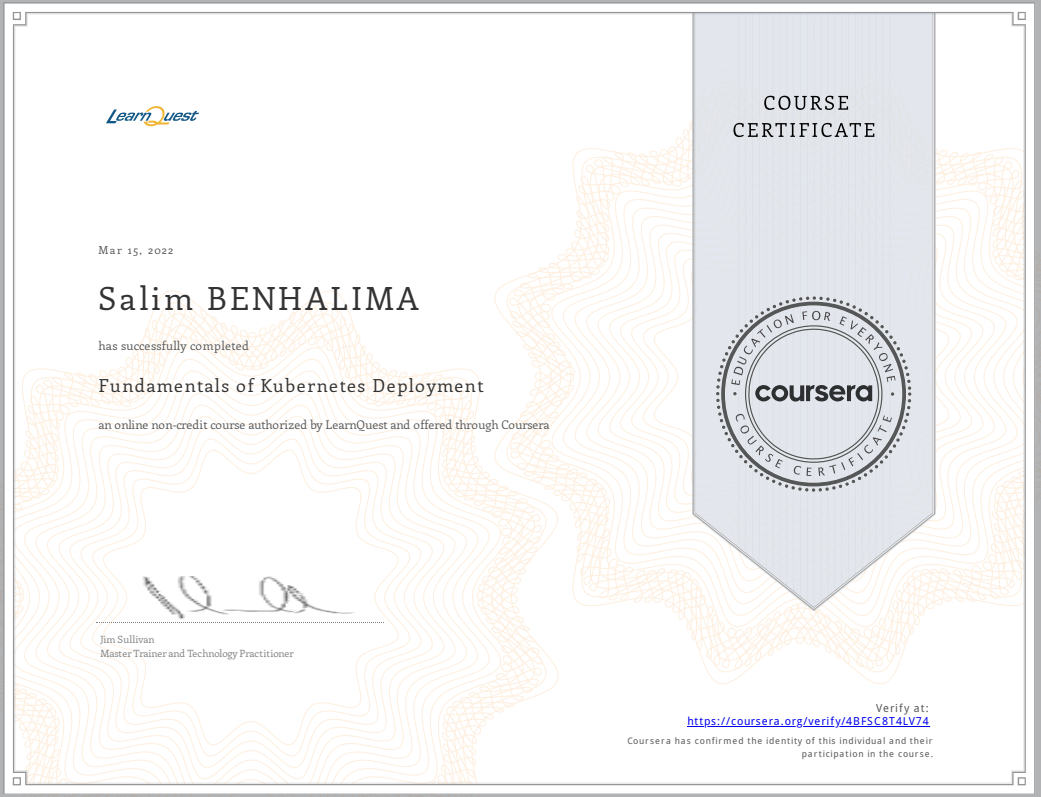 LearnQuest
COURSE
CERTIFICATE
Mar 15, 2022
Salim BENHALIMA
has successfully completed
Fundamentals of Kubernetes Deployment
an online non-credit course authorized by LearnQuest and offered through Coursera
EDUCATION FOR EVERYONE
coursera
COURSE CERTIFICATE
Jim Sullivan
Master Trainer and Technology Practitioner
Verify at:
https://coursera.org/verify/4BFSC8T4LV74
Coursera has confirmed the identity of this individual and their
participation in the course.